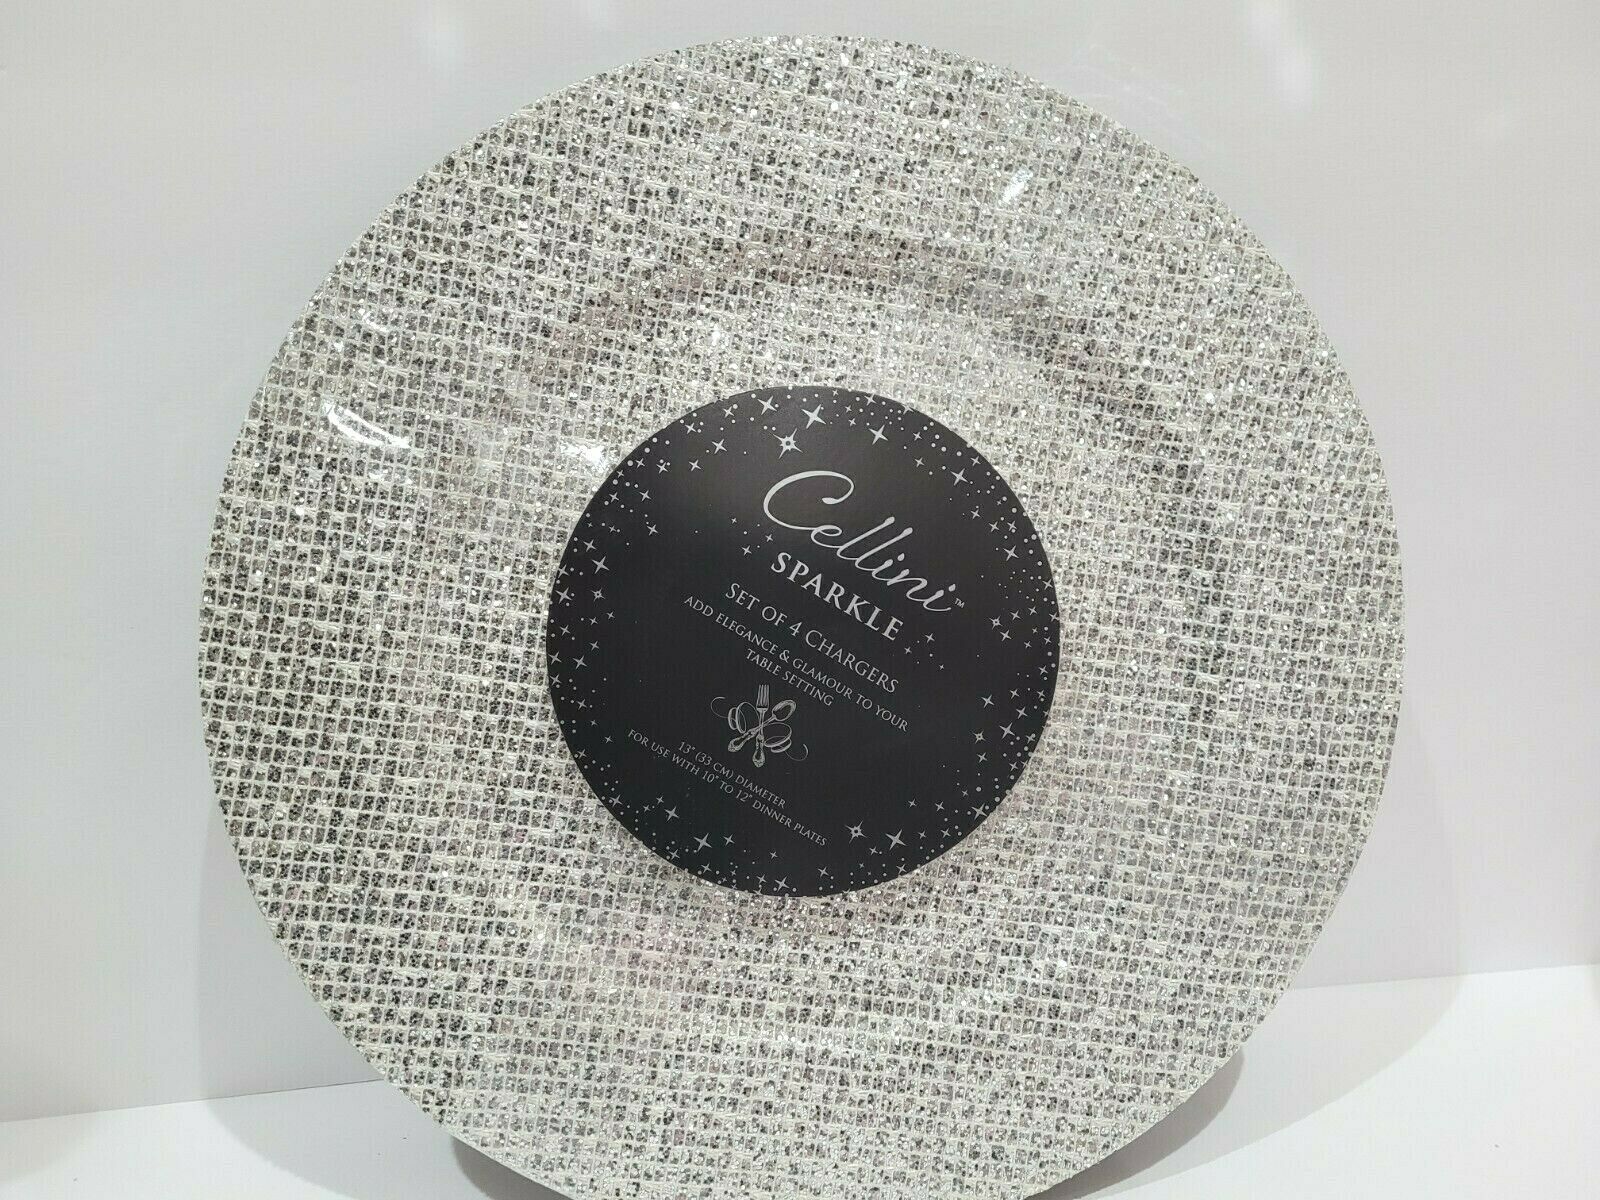 Cellini™
SPARKLE
SET OF 4 CHARGERS
ADD ELEGANCE & GLAMOUR TO YOUR
TABLE SETTING
13" (33 CM) DIAMETER
FOR USE WITH 10" TO 12" DINNER PLATES